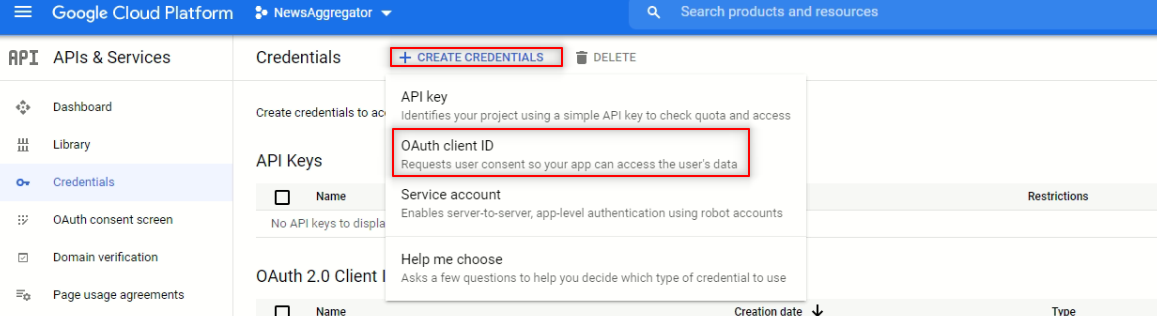 Google Cloud Platform NewsAggregator Search products and resources
API APIs & Services Credentials + CREATE CREDENTIALS DELETE
Dashboard
Library
Credentials
OAuth consent screen
Domain verification
Page usage agreements
Create credentials to ac
API key
Identifies your project using a simple API key to check quota and access
OAuth client ID
Requests user consent so your app can access the user's data
Service account
Enables server-to-server, app-level authentication using robot accounts
Help me choose
Asks a few questions to help you decide which type of credential to use
API Keys
Name Restrictions
No API keys to displa
OAuth 2.0 Client I
Name Creation date Type